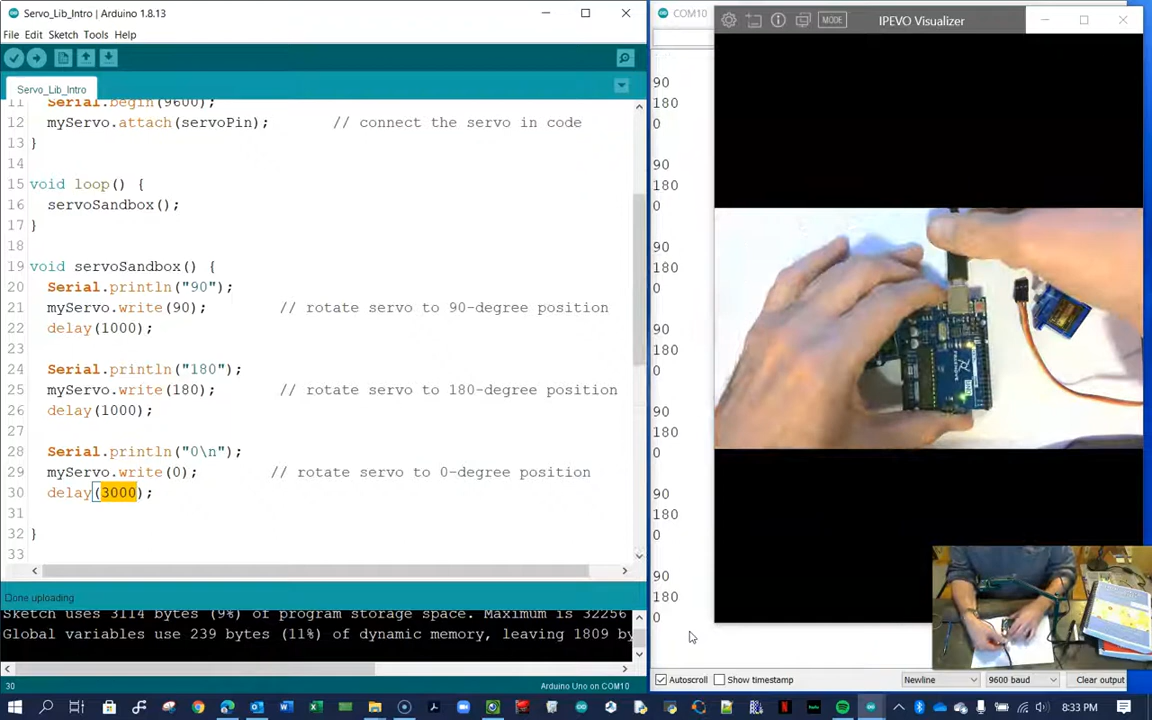 Servo_Lib_Intro | Arduino 1.8.13
File Edit Sketch Tools Help
Servo_Lib_Intro
11 Serial.begin(9600);
12 myServo.attach(servoPin); // connect the servo in code
13 }
14
15 void loop() {
16 servoSandbox();
17 }
18
19 void servoSandbox() {
20 Serial.println("90");
21 myServo.write(90); // rotate servo to 90-degree position
22 delay(1000);
23
24 Serial.println("180");
25 myServo.write(180); // rotate servo to 180-degree position
26 delay(1000);
27
28 Serial.println("0\n");
29 myServo.write(0); // rotate servo to 0-degree position
30 delay(3000);
31
32 }
33
Done uploading
Sketch uses 3114 bytes (9%) of program storage space. Maximum is 32256
Global variables use 239 bytes (11%) of dynamic memory, leaving 1809 by
30 Arduino Uno on COM10
COM10
90
180
0
90
180
0
90
180
0
90
180
0
90
180
0
90
180
0
90
180
0
Autoscroll Show timestamp Newline 9600 baud Clear output
MODE IPEVO Visualizer
8:33 PM